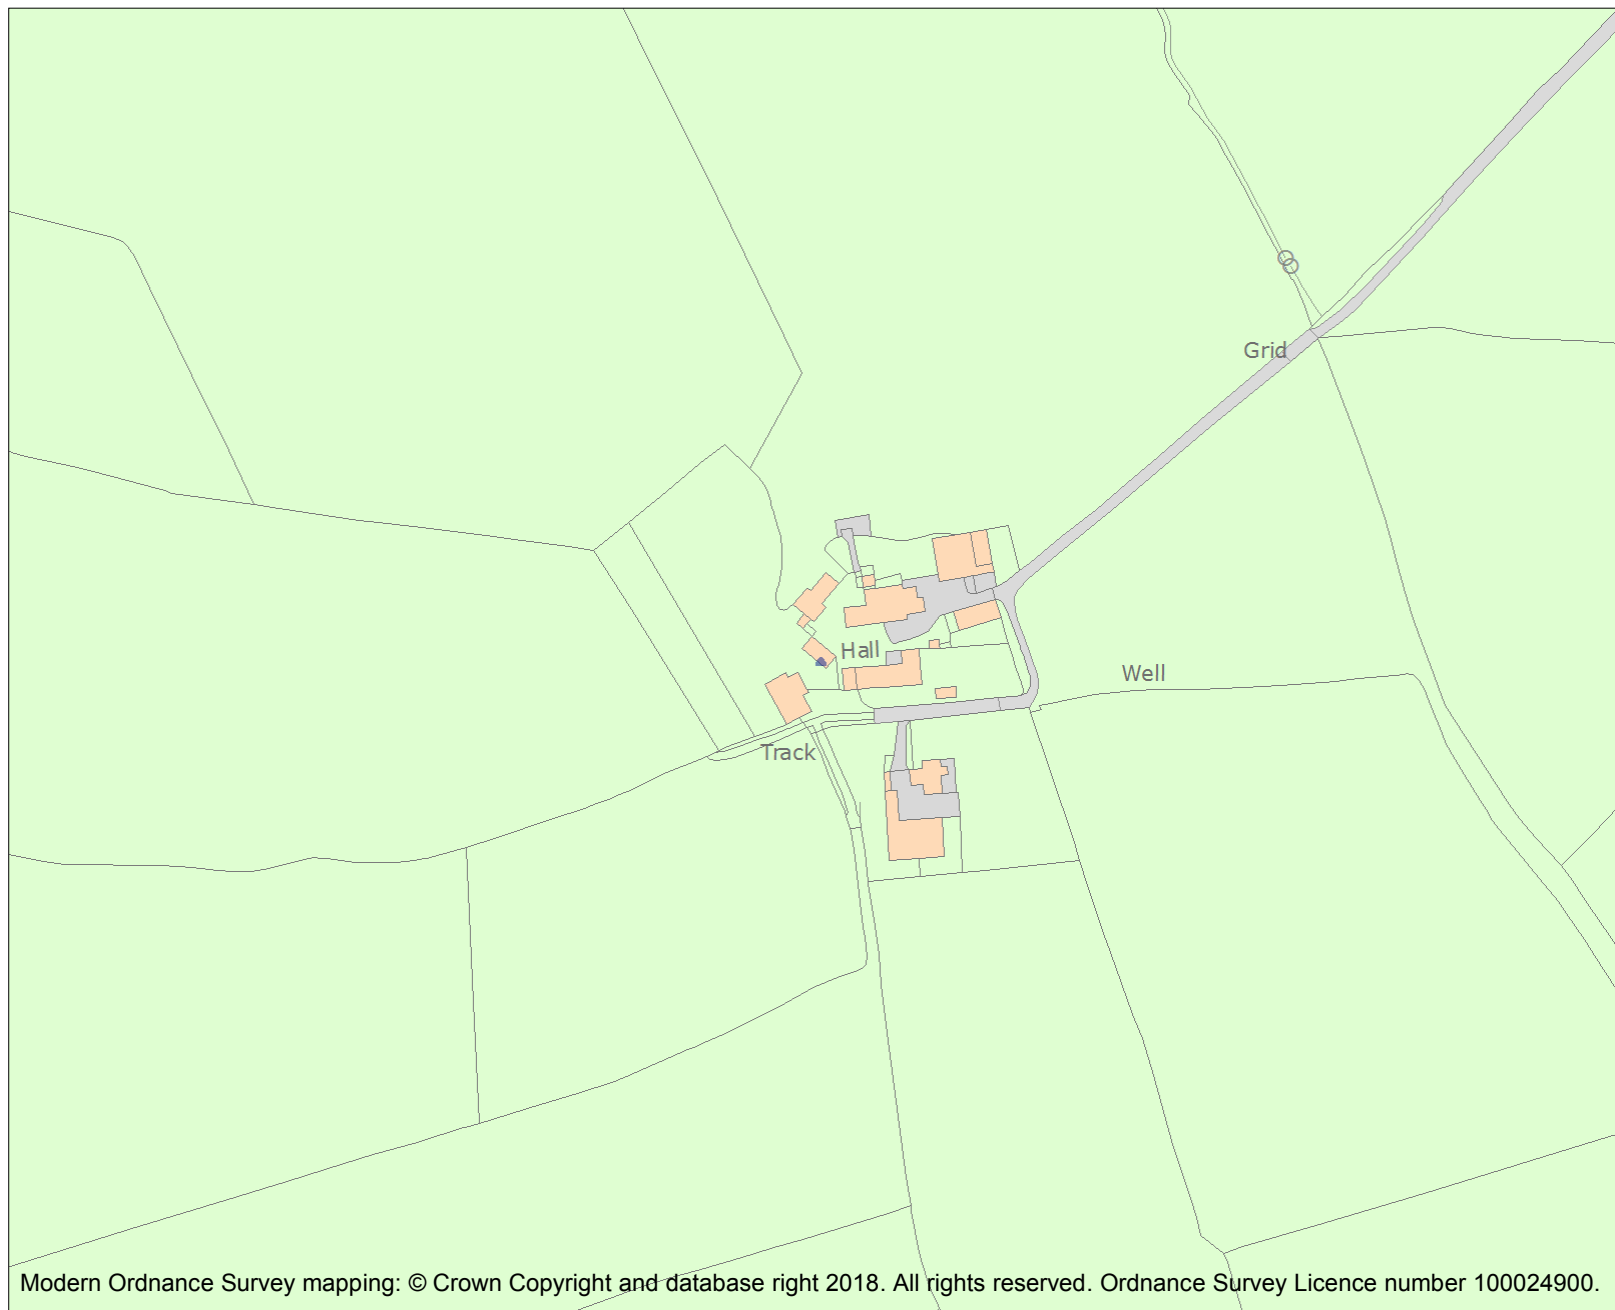 Grid
Hall
Well
Track
Modern Ordnance Survey mapping: © Crown Copyright and database right 2018. All rights reserved. Ordnance Survey Licence number 100024900.